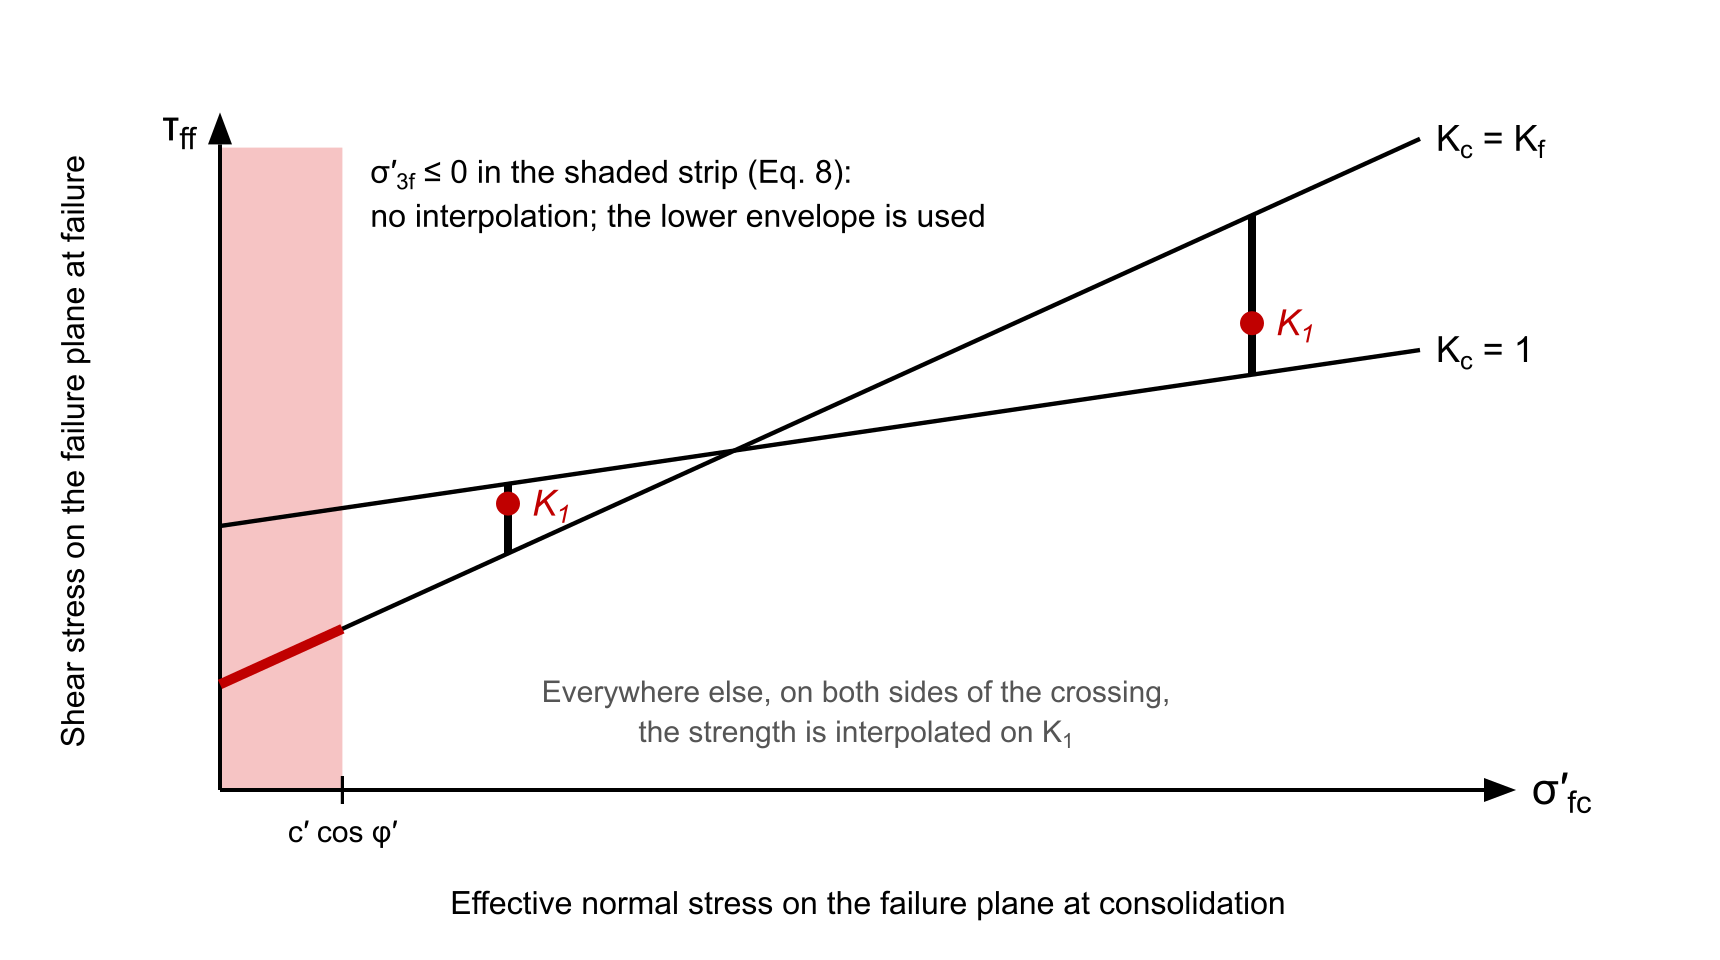 τff
Shear stress on the failure plane at failure
σ′3f ≤ 0 in the shaded strip (Eq. 8):
no interpolation; the lower envelope is used
Kc = Kf
K1
Kc = 1
K1
Everywhere else, on both sides of the crossing,
the strength is interpolated on K1
σ′fc
c′ cos φ′
Effective normal stress on the failure plane at consolidation